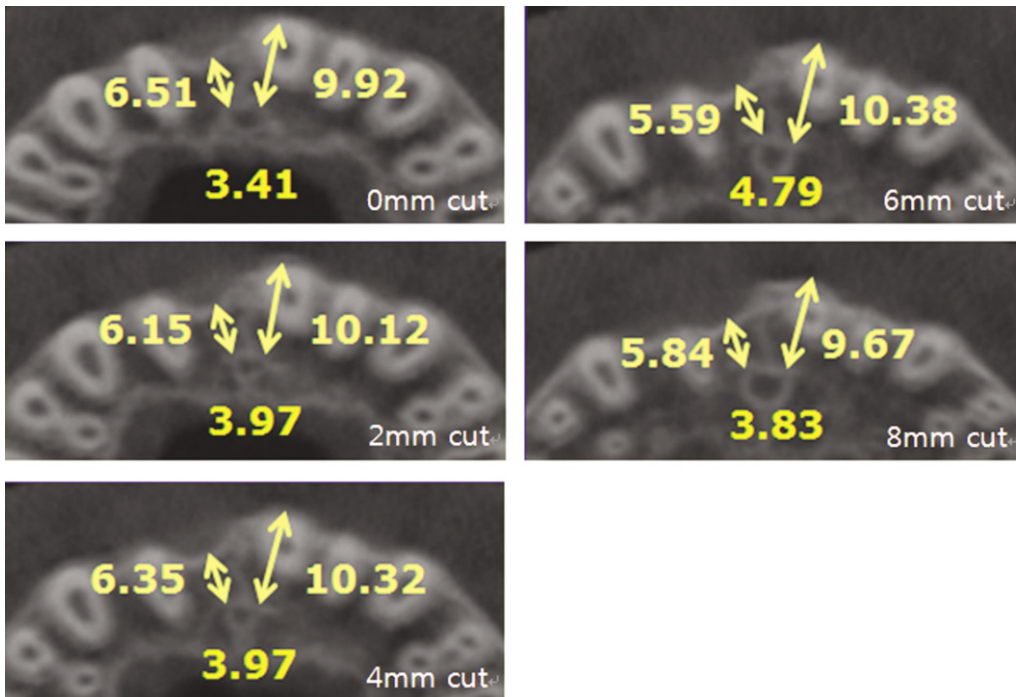 6.51 9.92
3.41
0mm cut
6.15 10.12
3.97
2mm cut
6.35 10.32
3.97
4mm cut
5.59 10.38
4.79
6mm cut
5.84 9.67
3.83
8mm cut